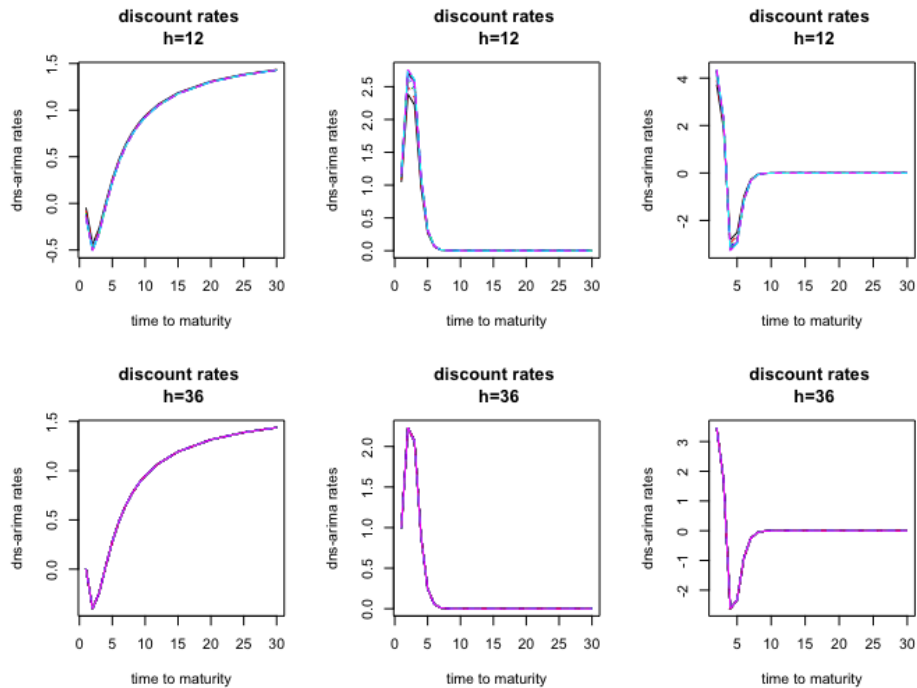 discount rates
h=12
dns-arima rates
-0.5 0.0 0.5 1.0 1.5
0 5 10 15 20 25 30
time to maturity
discount rates
h=12
dns-arima rates
0.0 0.5 1.0 1.5 2.0 2.5
0 5 10 15 20 25 30
time to maturity
discount rates
h=12
dns-arima rates
-2 0 2 4
5 10 15 20 25 30
time to maturity
discount rates
h=36
dns-arima rates
0.0 0.5 1.0 1.5
0 5 10 15 20 25 30
time to maturity
discount rates
h=36
dns-arima rates
0.0 0.5 1.0 1.5 2.0
0 5 10 15 20 25 30
time to maturity
discount rates
h=36
dns-arima rates
-2 -1 0 1 2 3
5 10 15 20 25 30
time to maturity